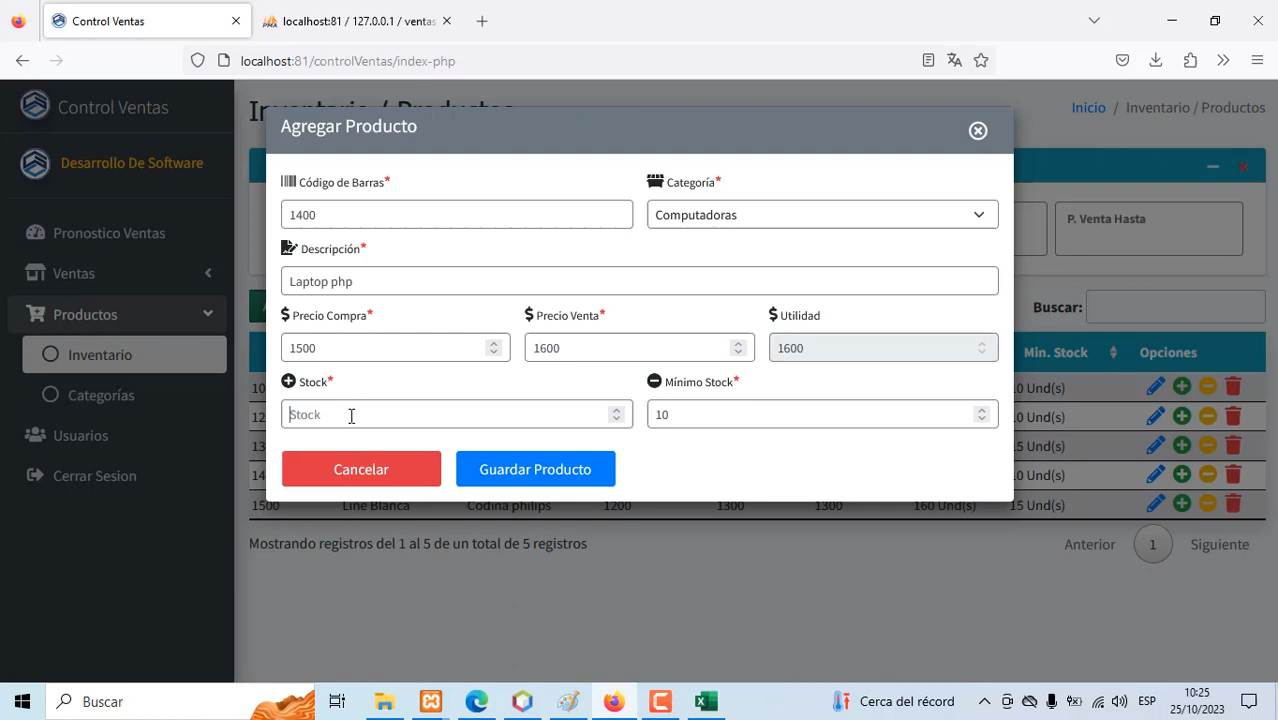 Control Ventas
localhost:81 / 127.0.0.1 / ventas
localhost:81/controlVentas/index-php
Control Ventas
Desarrollo De Software
Pronostico Ventas
Ventas
Productos
Inventario
Categorías
Usuarios
Cerrar Sesion
Inventario / Productos
Inicio / Inventario / Productos
P. Venta Hasta
Buscar:
Min. Stock
Opciones
Agregar Producto
Código de Barras*
Categoría*
1400
Computadoras
Descripción*
Laptop php
Precio Compra*
Precio Venta*
Utilidad
1500
1600
1600
Stock*
Mínimo Stock*
Stock
10
Cancelar
Guardar Producto
10 Und(s)
10 Und(s)
15 Und(s)
10 Und(s)
1500 Line Blanca Codina philips 1200 1300 1300 160 Und(s) 15 Und(s)
Mostrando registros del 1 al 5 de un total de 5 registros
Anterior 1 Siguiente
Buscar
Cerca del récord
ESP
10:25
25/10/2023